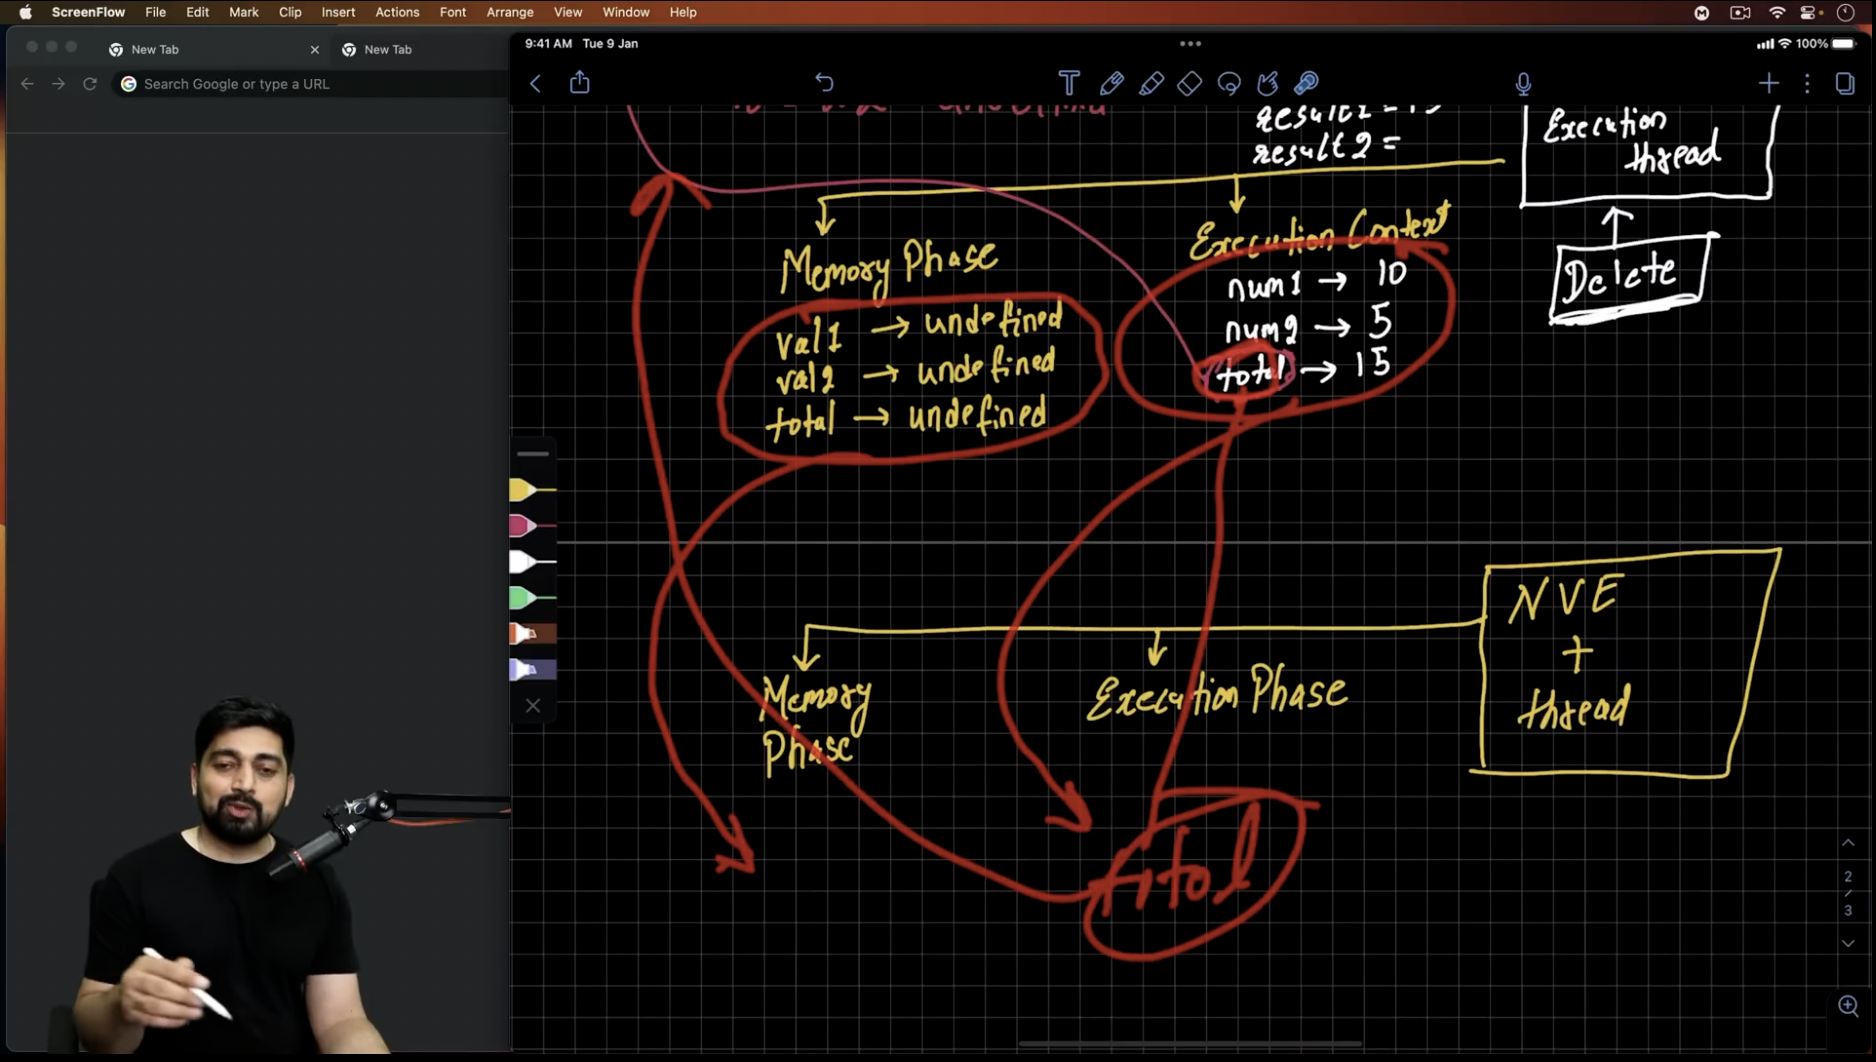 ScreenFlow File Edit Mark Clip Insert Actions Font Arrange View Window Help
New Tab
New Tab
Search Google or type a URL
9:41 AM Tue 9 Jan
100%
result2 =
Execution
thread
Delete
Memory Phase
val1 → undefined
val2 → undefined
total → undefined
Execution Context
num1 → 10
num2 → 5
total → 15
NVE
+
thread
Memory
Phase
Execution Phase
total
2
3